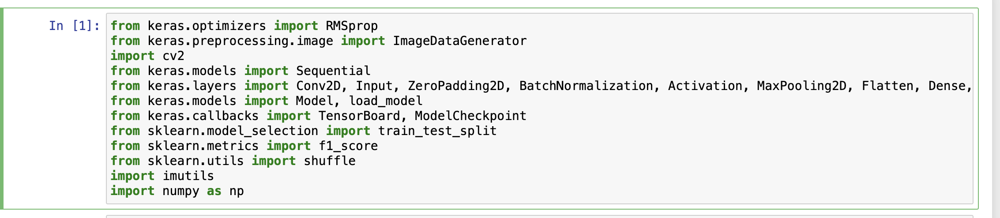 In [1]:
from keras.optimizers import RMSprop
from keras.preprocessing.image import ImageDataGenerator
import cv2
from keras.models import Sequential
from keras.layers import Conv2D, Input, ZeroPadding2D, BatchNormalization, Activation, MaxPooling2D, Flatten, Dense,
from keras.models import Model, load_model
from keras.callbacks import TensorBoard, ModelCheckpoint
from sklearn.model_selection import train_test_split
from sklearn.metrics import f1_score
from sklearn.utils import shuffle
import imutils
import numpy as np